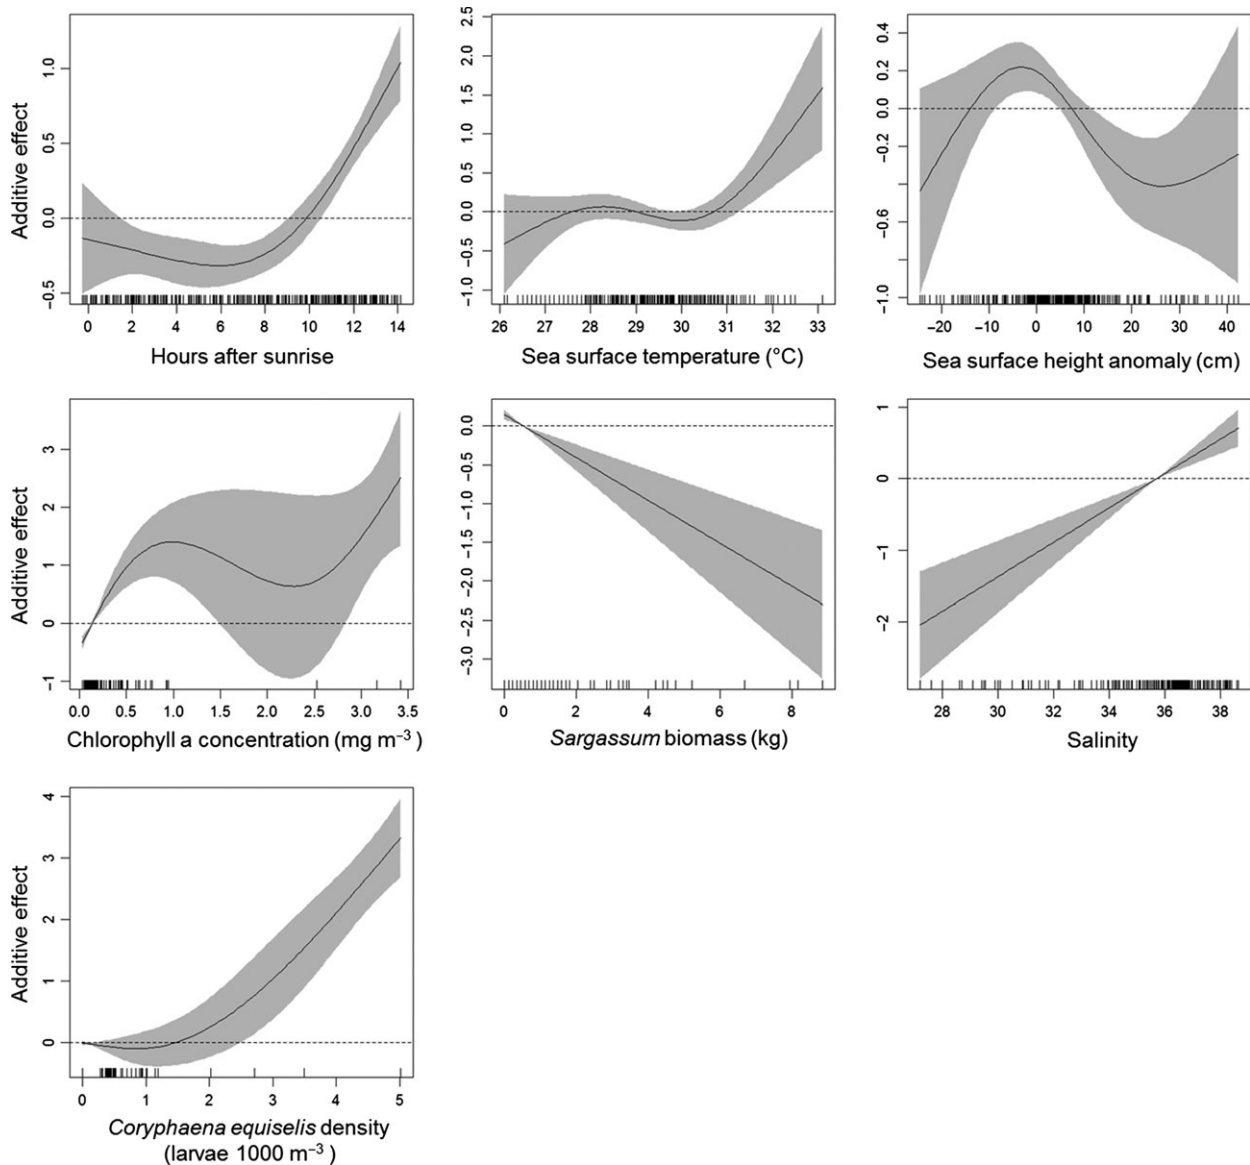 Additive effect
1.0
0.5
0.0
−0.5
0 2 4 6 8 10 12 14
Hours after sunrise
2.5
2.0
1.5
1.0
0.5
0.0
−0.5
−1.0
26 27 28 29 30 31 32 33
Sea surface temperature (°C)
0.4
0.2
0.0
−0.2
−0.6
−1.0
−20 −10 0 10 20 30 40
Sea surface height anomaly (cm)
Additive effect
3
2
1
0
−1
0.0 0.5 1.0 1.5 2.0 2.5 3.0 3.5
Chlorophyll a concentration (mg m⁻³ )
0.0
−0.5
−1.0
−1.5
−2.0
−2.5
−3.0
0 2 4 6 8
Sargassum biomass (kg)
1
0
−1
−2
28 30 32 34 36 38
Salinity
Additive effect
4
3
2
1
0
0 1 2 3 4 5
Coryphaena equiselis density
(larvae 1000 m⁻³ )